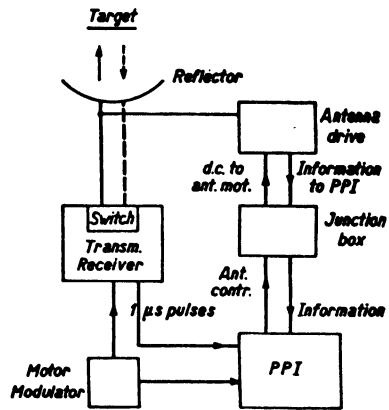 Target
Reflector
Antenna
drive
d.c. to
ant. mot.
Information
to PPI
Switch
Transm.
Receiver
Junction
box
Ant.
contr.
1 μs pulses
Information
Motor
Modulator
PPI